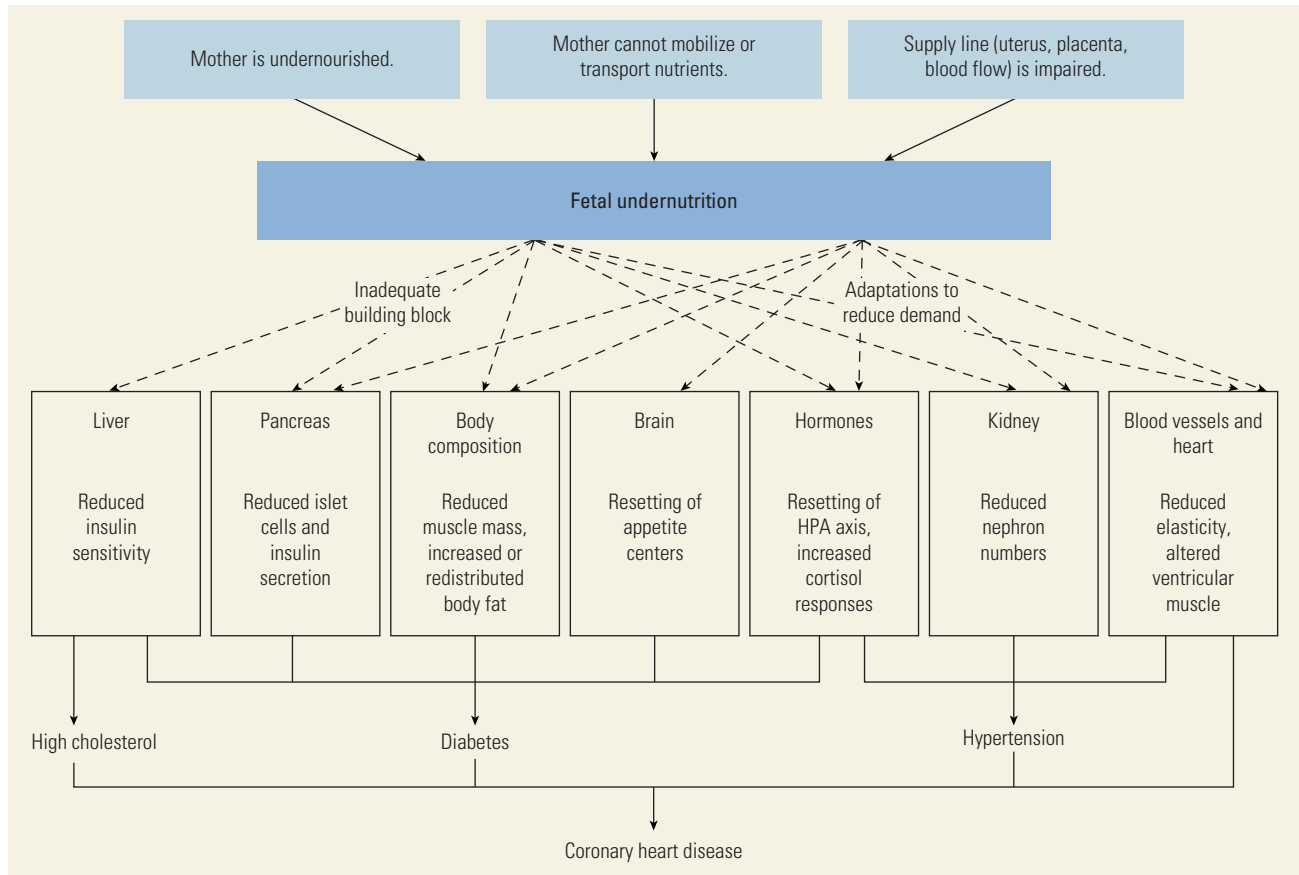 Mother is undernourished.
Mother cannot mobilize or
transport nutrients.
Supply line (uterus, placenta,
blood flow) is impaired.
Fetal undernutrition
Inadequate
building block
Adaptations to
reduce demand
Liver
Reduced
insulin
sensitivity
Pancreas
Reduced islet
cells and
insulin
secretion
Body
composition
Reduced
muscle mass,
increased or
redistributed
body fat
Brain
Resetting of
appetite
centers
Hormones
Resetting of
HPA axis,
increased
cortisol
responses
Kidney
Reduced
nephron
numbers
Blood vessels and
heart
Reduced
elasticity,
altered
ventricular
muscle
High cholesterol
Diabetes
Hypertension
Coronary heart disease